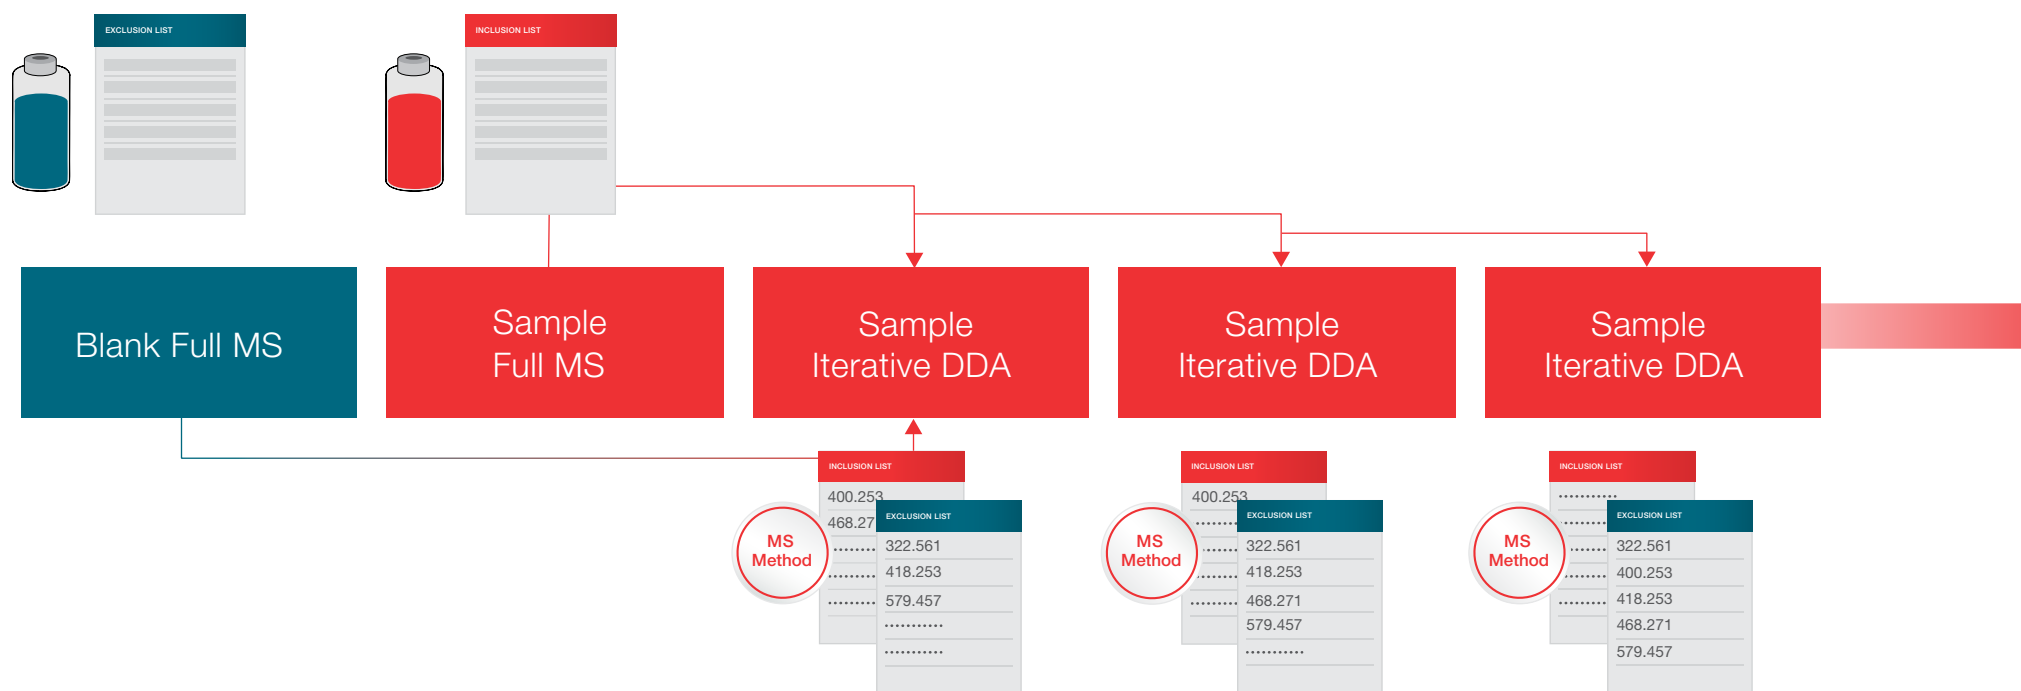 EXCLUSION LIST
INCLUSION LIST
Blank Full MS
Sample
Full MS
Sample
Iterative DDA
Sample
Iterative DDA
Sample
Iterative DDA
MS
Method
INCLUSION LIST
400.253
468.27
EXCLUSION LIST
322.561
418.253
579.457
...........
...........
MS
Method
INCLUSION LIST
400.253
EXCLUSION LIST
322.561
418.253
468.271
579.457
...........
MS
Method
INCLUSION LIST
...........
EXCLUSION LIST
322.561
400.253
418.253
468.271
579.457